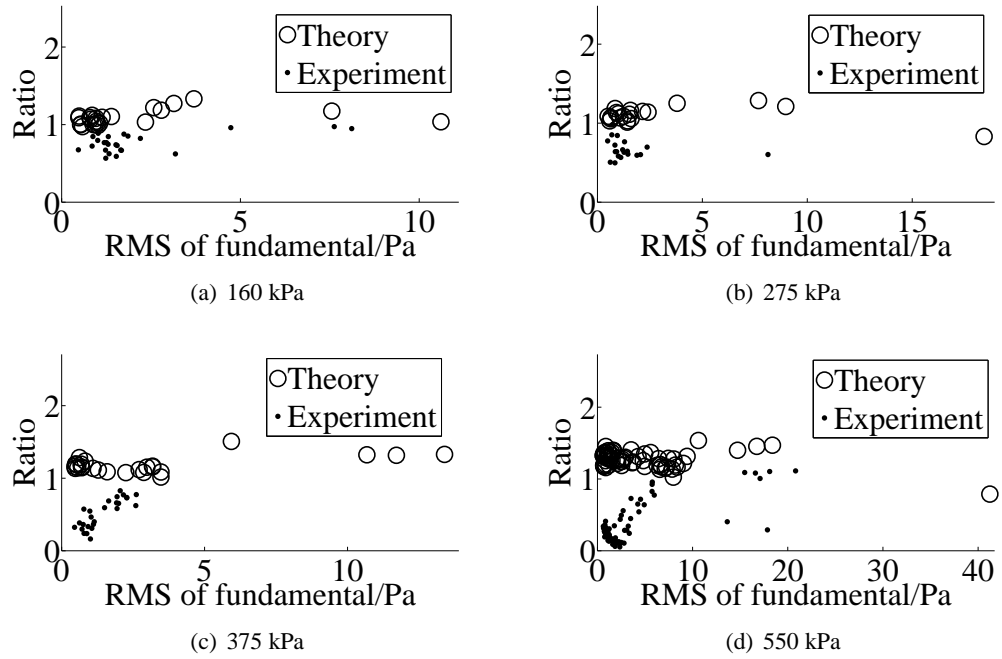 2
1
0
Ratio
Theory
Experiment
0
5
10
RMS of fundamental/Pa
(a) 160 kPa
2
1
0
Ratio
Theory
Experiment
0
5
10
15
RMS of fundamental/Pa
(b) 275 kPa
2
1
0
Ratio
Theory
Experiment
0
5
10
RMS of fundamental/Pa
(c) 375 kPa
2
1
0
Ratio
Theory
Experiment
0
10
20
30
40
RMS of fundamental/Pa
(d) 550 kPa